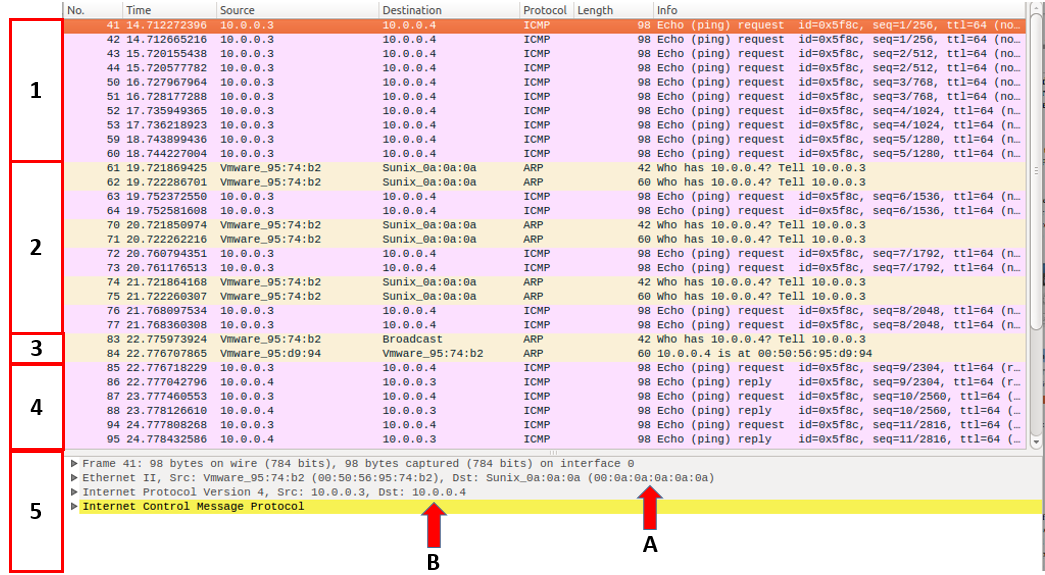 No. Time Source Destination Protocol Length Info
41 14.712272396 10.0.0.3 10.0.0.4 ICMP 98 Echo (ping) request id=0x5f8c, seq=1/256, ttl=64 (no…
42 14.712665216 10.0.0.3 10.0.0.4 ICMP 98 Echo (ping) request id=0x5f8c, seq=1/256, ttl=64 (no…
43 15.720155438 10.0.0.3 10.0.0.4 ICMP 98 Echo (ping) request id=0x5f8c, seq=2/512, ttl=64 (no…
44 15.720577782 10.0.0.3 10.0.0.4 ICMP 98 Echo (ping) request id=0x5f8c, seq=2/512, ttl=64 (no…
1
50 16.727967964 10.0.0.3 10.0.0.4 ICMP 98 Echo (ping) request id=0x5f8c, seq=3/768, ttl=64 (no…
51 16.728177288 10.0.0.3 10.0.0.4 ICMP 98 Echo (ping) request id=0x5f8c, seq=3/768, ttl=64 (no…
52 17.735949365 10.0.0.3 10.0.0.4 ICMP 98 Echo (ping) request id=0x5f8c, seq=4/1024, ttl=64 (n…
53 17.736218923 10.0.0.3 10.0.0.4 ICMP 98 Echo (ping) request id=0x5f8c, seq=4/1024, ttl=64 (n…
59 18.743899436 10.0.0.3 10.0.0.4 ICMP 98 Echo (ping) request id=0x5f8c, seq=5/1280, ttl=64 (n…
60 18.744227004 10.0.0.3 10.0.0.4 ICMP 98 Echo (ping) request id=0x5f8c, seq=5/1280, ttl=64 (n…
61 19.721869425 Vmware_95:74:b2 Sunix_0a:0a:0a ARP 42 Who has 10.0.0.4? Tell 10.0.0.3
62 19.722286701 Vmware_95:74:b2 Sunix_0a:0a:0a ARP 60 Who has 10.0.0.4? Tell 10.0.0.3
63 19.752372550 10.0.0.3 10.0.0.4 ICMP 98 Echo (ping) request id=0x5f8c, seq=6/1536, ttl=64 (n…
64 19.752581608 10.0.0.3 10.0.0.4 ICMP 98 Echo (ping) request id=0x5f8c, seq=6/1536, ttl=64 (n…
70 20.721850974 Vmware_95:74:b2 Sunix_0a:0a:0a ARP 42 Who has 10.0.0.4? Tell 10.0.0.3
71 20.722262216 Vmware_95:74:b2 Sunix_0a:0a:0a ARP 60 Who has 10.0.0.4? Tell 10.0.0.3
2
72 20.760794351 10.0.0.3 10.0.0.4 ICMP 98 Echo (ping) request id=0x5f8c, seq=7/1792, ttl=64 (n…
73 20.761176513 10.0.0.3 10.0.0.4 ICMP 98 Echo (ping) request id=0x5f8c, seq=7/1792, ttl=64 (n…
74 21.721864168 Vmware_95:74:b2 Sunix_0a:0a:0a ARP 42 Who has 10.0.0.4? Tell 10.0.0.3
75 21.722260307 Vmware_95:74:b2 Sunix_0a:0a:0a ARP 60 Who has 10.0.0.4? Tell 10.0.0.3
76 21.768097534 10.0.0.3 10.0.0.4 ICMP 98 Echo (ping) request id=0x5f8c, seq=8/2048, ttl=64 (n…
77 21.768360308 10.0.0.3 10.0.0.4 ICMP 98 Echo (ping) request id=0x5f8c, seq=8/2048, ttl=64 (n…
83 22.775973924 Vmware_95:74:b2 Broadcast ARP 42 Who has 10.0.0.4? Tell 10.0.0.3
3
84 22.776707865 Vmware_95:d9:94 Vmware_95:74:b2 ARP 60 10.0.0.4 is at 00:50:56:95:d9:94
85 22.776718229 10.0.0.3 10.0.0.4 ICMP 98 Echo (ping) request id=0x5f8c, seq=9/2304, ttl=64 (r…
86 22.777042796 10.0.0.4 10.0.0.3 ICMP 98 Echo (ping) reply id=0x5f8c, seq=9/2304, ttl=64 (r…
87 23.777460553 10.0.0.3 10.0.0.4 ICMP 98 Echo (ping) request id=0x5f8c, seq=10/2560, ttl=64 (…
4
88 23.778126610 10.0.0.4 10.0.0.3 ICMP 98 Echo (ping) reply id=0x5f8c, seq=10/2560, ttl=64 (…
94 24.777808268 10.0.0.3 10.0.0.4 ICMP 98 Echo (ping) request id=0x5f8c, seq=11/2816, ttl=64 (…
95 24.778432586 10.0.0.4 10.0.0.3 ICMP 98 Echo (ping) reply id=0x5f8c, seq=11/2816, ttl=64 (…
Frame 41: 98 bytes on wire (784 bits), 98 bytes captured (784 bits) on interface 0
Ethernet II, Src: Vmware_95:74:b2 (00:50:56:95:74:b2), Dst: Sunix_0a:0a:0a (00:0a:0a:0a:0a:0a)
Internet Protocol Version 4, Src: 10.0.0.3, Dst: 10.0.0.4
Internet Control Message Protocol
5
A
B